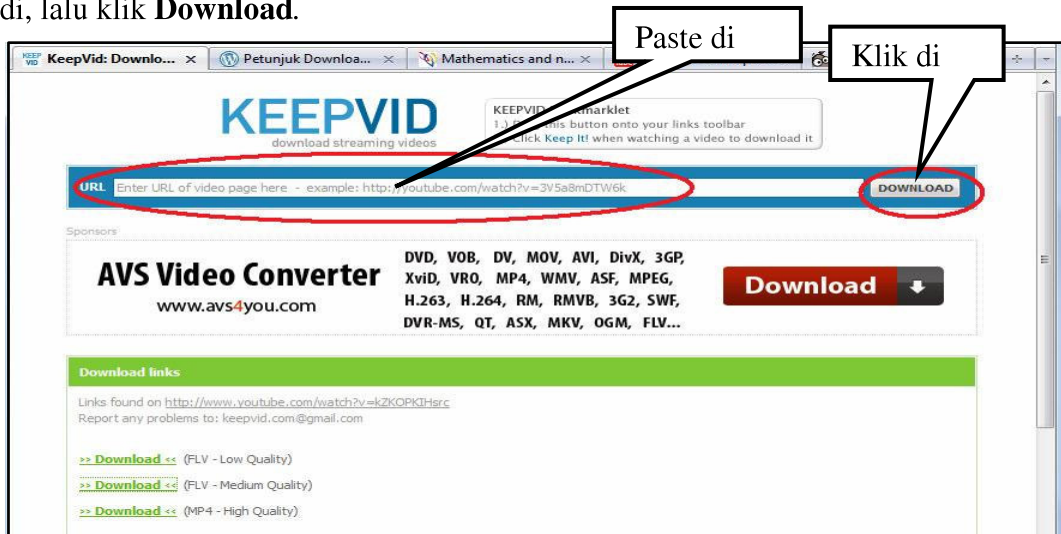 di, lalu klik Download.
Paste di
Klik di
KeepVid: Downlo... ×
Petunjuk Downloa... ×
Mathematics and n... ×
KEEPVID
download streaming videos
KEEPVID
1.)
this button onto your links toolbar
Click Keep It! when watching a video to download it
URL
Enter URL of video page here - example: http://youtube.com/watch?v=3V5a8mDTW6k
DOWNLOAD
Sponsors
AVS Video Converter
www.avs4you.com
DVD, VOB, DV, MOV, AVI, DivX, 3GP,
XviD, VRO, MP4, WMV, ASF, MPEG,
H.263, H.264, RM, RMVB, 3G2, SWF,
DVR-MS, QT, ASX, MKV, OGM, FLV...
Download
Download links
Links found on http://www.youtube.com/watch?v=kZKOPKIHsrc
Report any problems to: keepvid.com@gmail.com
>> Download << (FLV - Low Quality)
>> Download << (FLV - Medium Quality)
>> Download << (MP4 - High Quality)